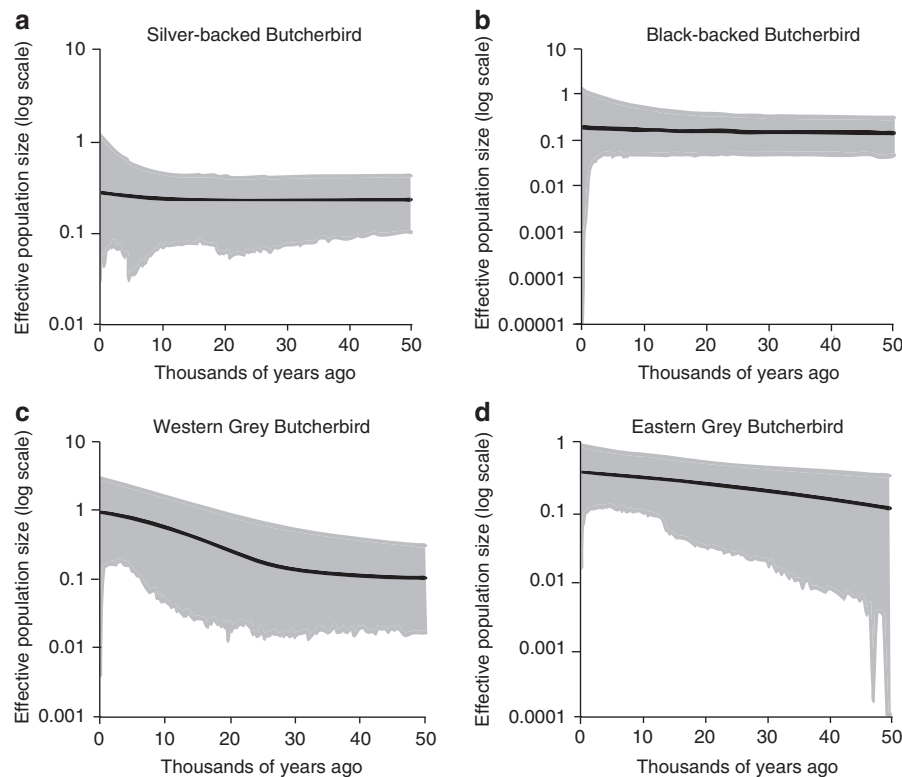 a
Silver-backed Butcherbird
Effective population size (log scale)
10
1
0.1
0.01
0 10 20 30 40 50
Thousands of years ago
b
Black-backed Butcherbird
Effective population size (log scale)
10
1
0.1
0.01
0.001
0.0001
0.00001
0 10 20 30 40 50
Thousands of years ago
c
Western Grey Butcherbird
Effective population size (log scale)
10
1
0.1
0.01
0.001
0 10 20 30 40 50
Thousands of years ago
d
Eastern Grey Butcherbird
Effective population size (log scale)
1
0.1
0.01
0.001
0.0001
0 10 20 30 40 50
Thousands of years ago